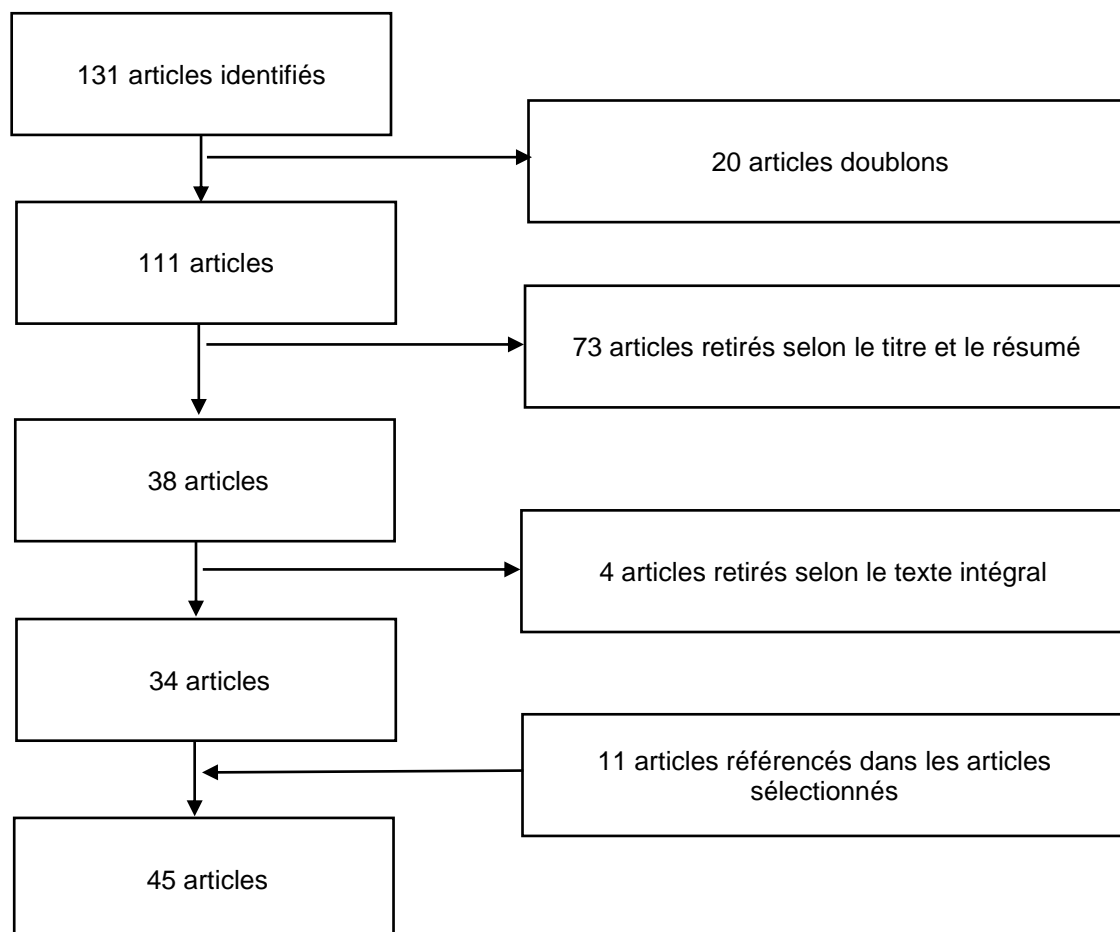 131 articles identifiés
20 articles doublons
111 articles
73 articles retirés selon le titre et le résumé
38 articles
4 articles retirés selon le texte intégral
34 articles
11 articles référencés dans les articles
sélectionnés
45 articles